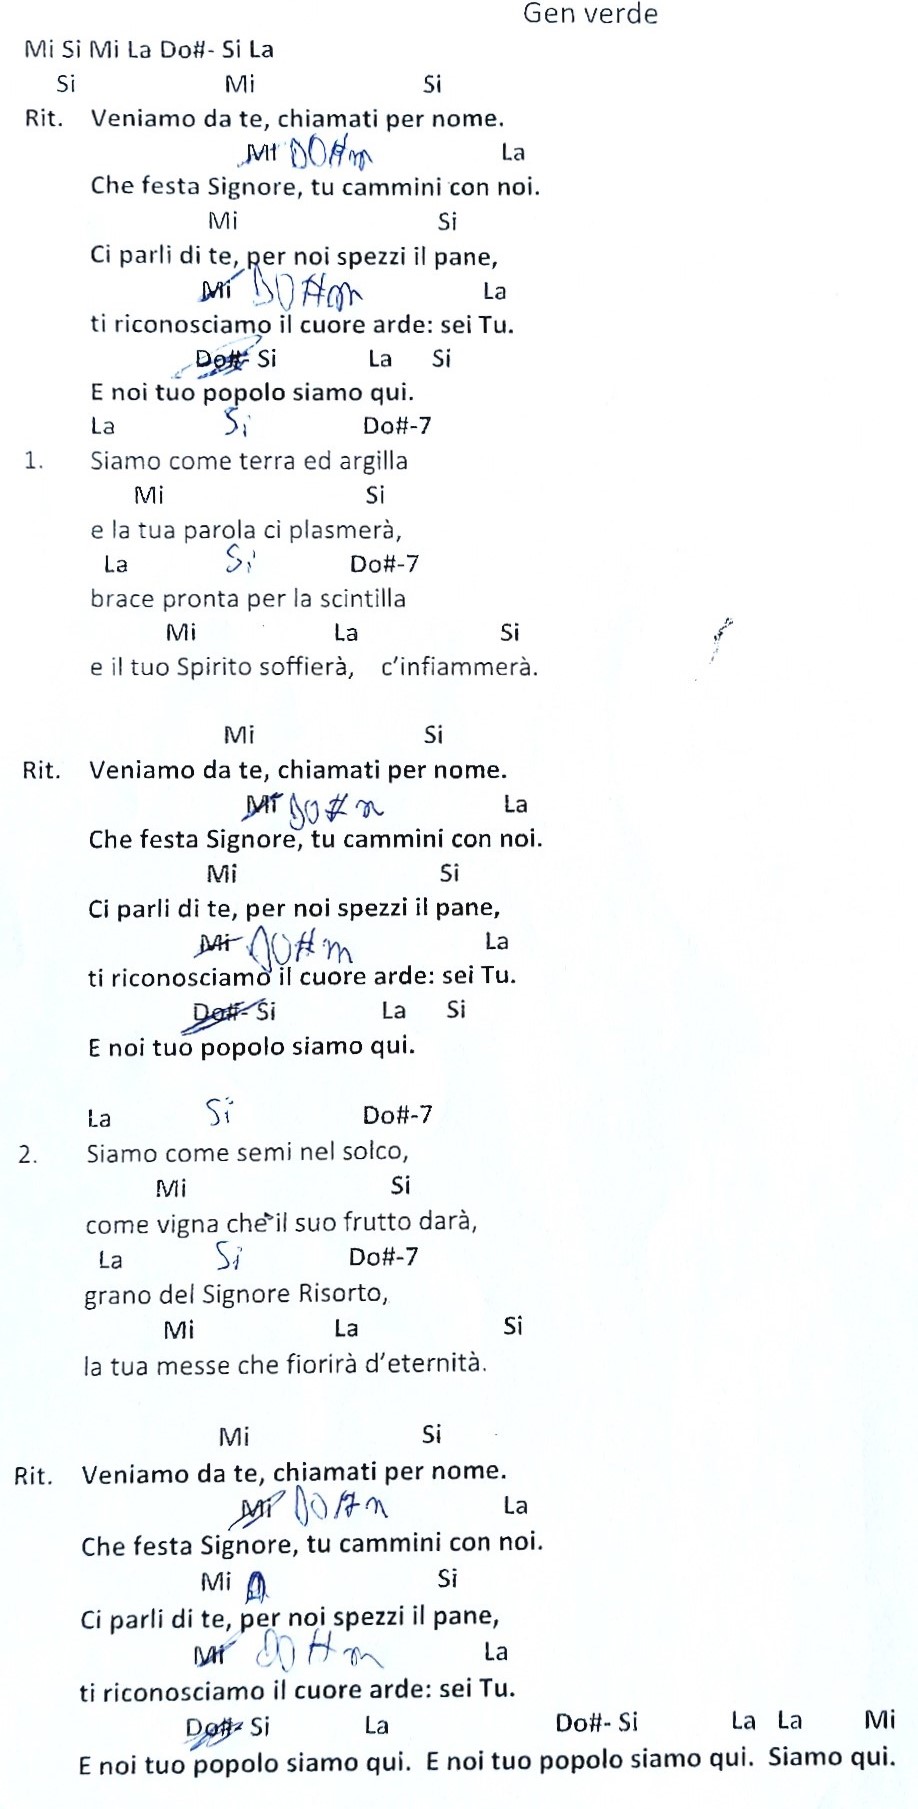 Gen verde
Mi Si Mi La Do#- Si La
Si Mi Si
Rit. Veniamo da te, chiamati per nome.
Mi DO#m La
Che festa Signore, tu cammini con noi.
Mi Si
Ci parli di te, per noi spezzi il pane,
Mi DO#m La
ti riconosciamo il cuore arde: sei Tu.
Do#- Si La Si
E noi tuo popolo siamo qui.
La Si Do#-7
1. Siamo come terra ed argilla
Mi Si
e la tua parola ci plasmerà,
La Si Do#-7
brace pronta per la scintilla
Mi La Si
e il tuo Spirito soffierà, c'infiammerà.
Mi Si
Rit. Veniamo da te, chiamati per nome.
Mi DO#m La
Che festa Signore, tu cammini con noi.
Mi Si
Ci parli di te, per noi spezzi il pane,
Mi DO#m La
ti riconosciamo il cuore arde: sei Tu.
Do#- Si La Si
E noi tuo popolo siamo qui.
La Si Do#-7
2. Siamo come semi nel solco,
Mi Si
come vigna che il suo frutto darà,
La Si Do#-7
grano del Signore Risorto,
Mi La Si
la tua messe che fiorirà d'eternità.
Mi Si
Rit. Veniamo da te, chiamati per nome.
Mi DO#m La
Che festa Signore, tu cammini con noi.
Mi Si
Ci parli di te, per noi spezzi il pane,
Mi DO#m La
ti riconosciamo il cuore arde: sei Tu.
Do#- Si La Do#- Si La La Mi
E noi tuo popolo siamo qui. E noi tuo popolo siamo qui. Siamo qui.